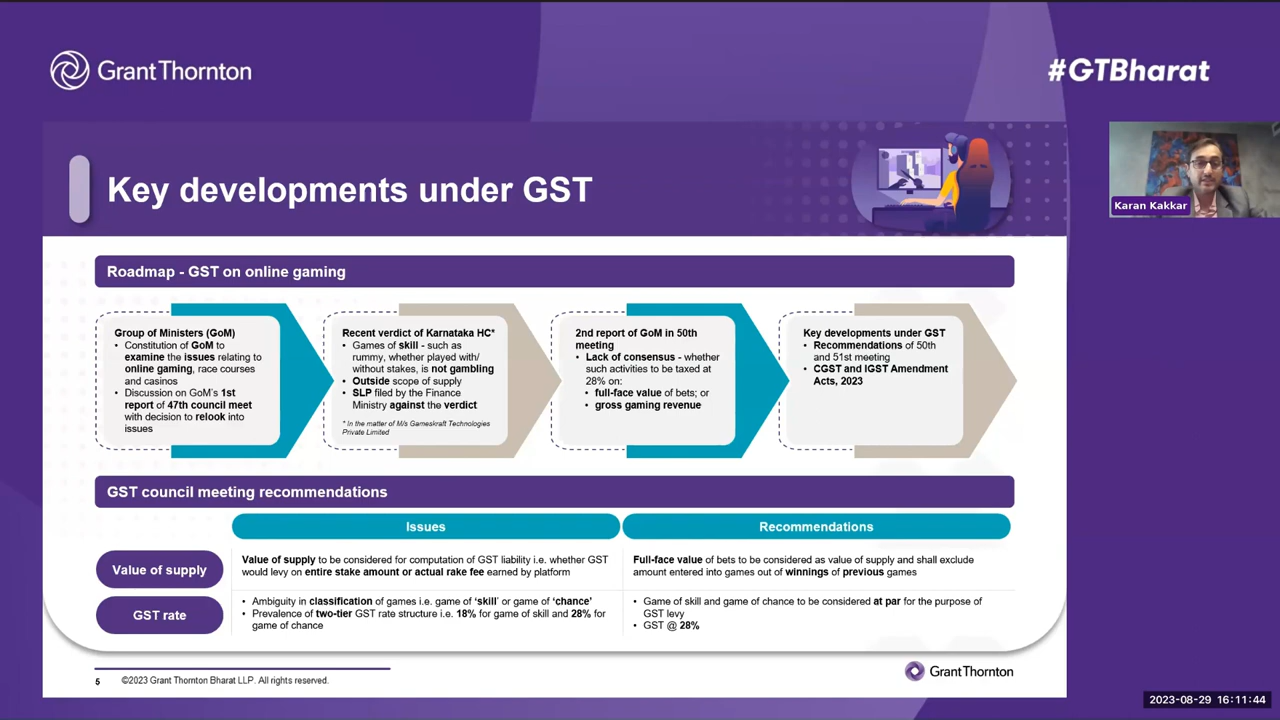 Grant Thornton
#GTBharat
Key developments under GST
Karan Kakkar
Roadmap - GST on online gaming
Group of Ministers (GoM)
• Constitution of GoM to
examine the issues relating to
online gaming, race courses
and casinos
• Discussion on GoM's 1st
report of 47th council meet
with decision to relook into
issues
Recent verdict of Karnataka HC*
• Games of skill - such as
rummy, whether played with/
without stakes, is not gambling
• Outside scope of supply
• SLP filed by the Finance
Ministry against the verdict
* In the matter of M/s Gameskraft Technologies
Private Limited
2nd report of GoM in 50th
meeting
• Lack of consensus - whether
such activities to be taxed at
28% on:
• full-face value of bets; or
• gross gaming revenue
Key developments under GST
• Recommendations of 50th
and 51st meeting
• CGST and IGST Amendment
Acts, 2023
GST council meeting recommendations
Issues
Recommendations
Value of supply
Value of supply to be considered for computation of GST liability i.e. whether GST
would levy on entire stake amount or actual rake fee earned by platform
Full-face value of bets to be considered as value of supply and shall exclude
amount entered into games out of winnings of previous games
GST rate
• Ambiguity in classification of games i.e. game of 'skill' or game of 'chance'
• Prevalence of two-tier GST rate structure i.e. 18% for game of skill and 28% for
game of chance
• Game of skill and game of chance to be considered at par for the purpose of
GST levy
• GST @ 28%
5
©2023 Grant Thornton Bharat LLP. All rights reserved.
Grant Thornton
2023-08-29 16:11:44